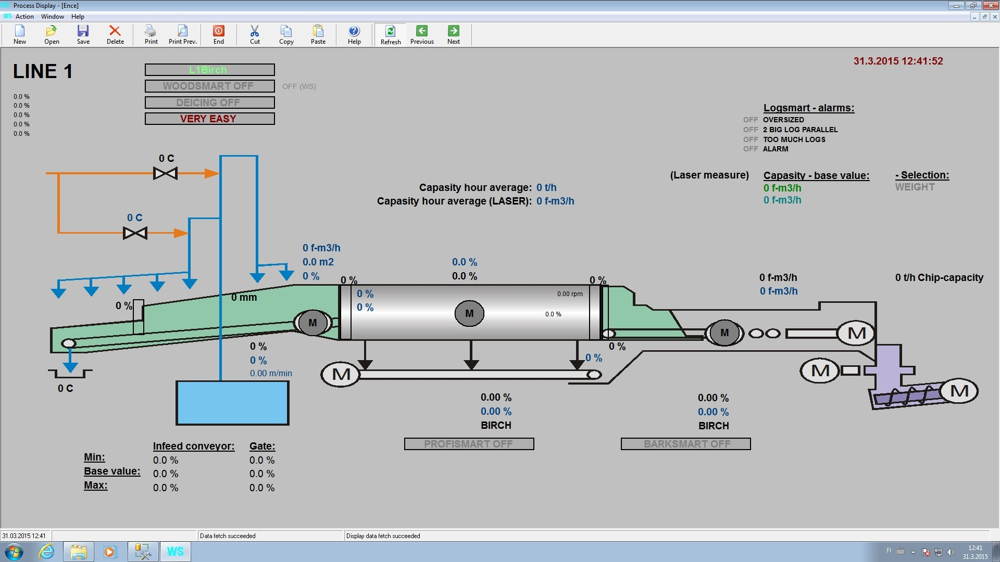 Process Display - [Ence]
WS Action Window Help
New Open Save Delete Print Print Prev. End Cut Copy Paste Help Refresh Previous Next
LINE 1
L1Birch
31.3.2015 12:41:52
WOODSMART OFF
OFF (WS)
DEICING OFF
VERY EASY
0.0 %
0.0 %
0.0 %
0.0 %
0.0 %
Logsmart - alarms:
OFF OVERSIZED
OFF 2 BIG LOG PARALLEL
OFF TOO MUCH LOGS
OFF ALARM
0 C
(Laser measure)
Capasity - base value:
- Selection:
0 f-m3/h
WEIGHT
0 f-m3/h
Capasity hour average: 0 t/h
Capasity hour average (LASER): 0 f-m3/h
0 C
0 f-m3/h
0.0 m2
0 %
0.0 %
0.0 %
0 %
0 %
0 f-m3/h
0 f-m3/h
0 t/h Chip-capacity
0 %
0 mm
0 %
0 %
0.00 rpm
0.0 %
M
M
M
M
0 %
0 %
0.00 m/min
0 %
0 %
M
M
M
0 C
0.00 %
0.00 %
BIRCH
PROFISMART OFF
0.00 %
0.00 %
BIRCH
BARKSMART OFF
Infeed conveyor: Gate:
Min: 0.0 % 0.0 %
Base value: 0.0 % 0.0 %
Max: 0.0 % 0.0 %
31.03.2015 12:41 Data fetch succeeded Display data fetch succeeded
WS
FI
12:41
31.3.2015